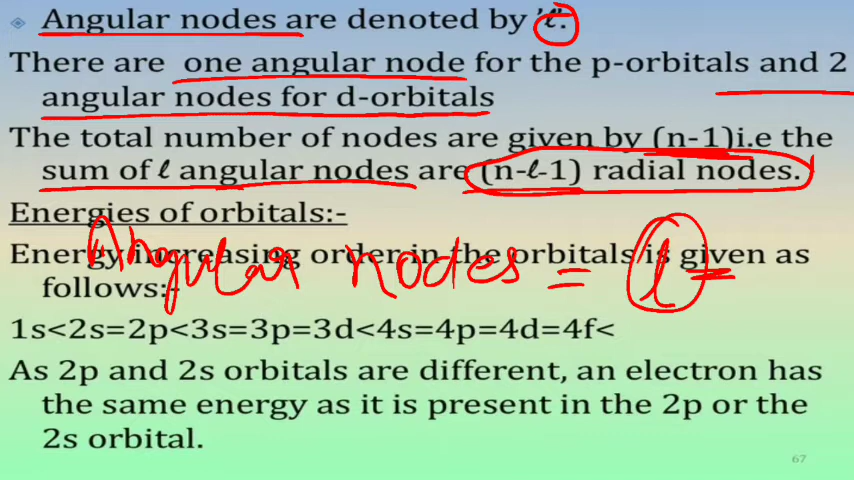 Angular nodes are denoted by 'ℓ'.
There are one angular node for the p-orbitals and 2
angular nodes for d-orbitals
The total number of nodes are given by (n-1)i.e the
sum of ℓ angular nodes are (n-ℓ-1) radial nodes.
Energies of orbitals:-
Energy increasing order in the orbitals is given as
Angular nodes = l =
follows:-
1s<2s=2p<3s=3p=3d<4s=4p=4d=4f<
As 2p and 2s orbitals are different, an electron has
the same energy as it is present in the 2p or the
2s orbital.
67